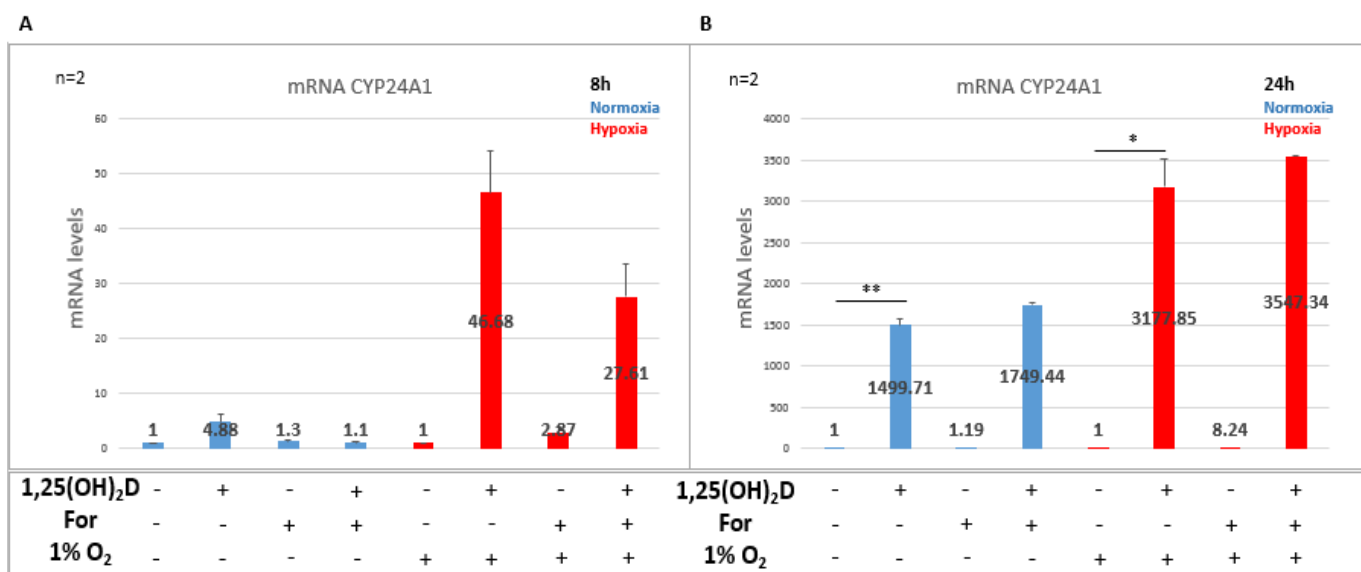 A
n=2
mRNA CYP24A1
8h
Normoxia
Hypoxia
mRNA levels
60
50
40
30
20
10
0
1
4.88
1.3
1.1
1
46.68
2.87
27.61
1,25(OH)₂D - + - + - + - +
For - - + + - - + +
1% O₂ - - - - + + + +
B
n=2
mRNA CYP24A1
24h
Normoxia
Hypoxia
mRNA levels
4000
3500
3000
2500
2000
1500
1000
500
0
**
*
1
1499.71
1.19
1749.44
1
3177.85
8.24
3547.34
1,25(OH)₂D - + - + - + - +
For - - + + - - + +
1% O₂ - - - - + + + +